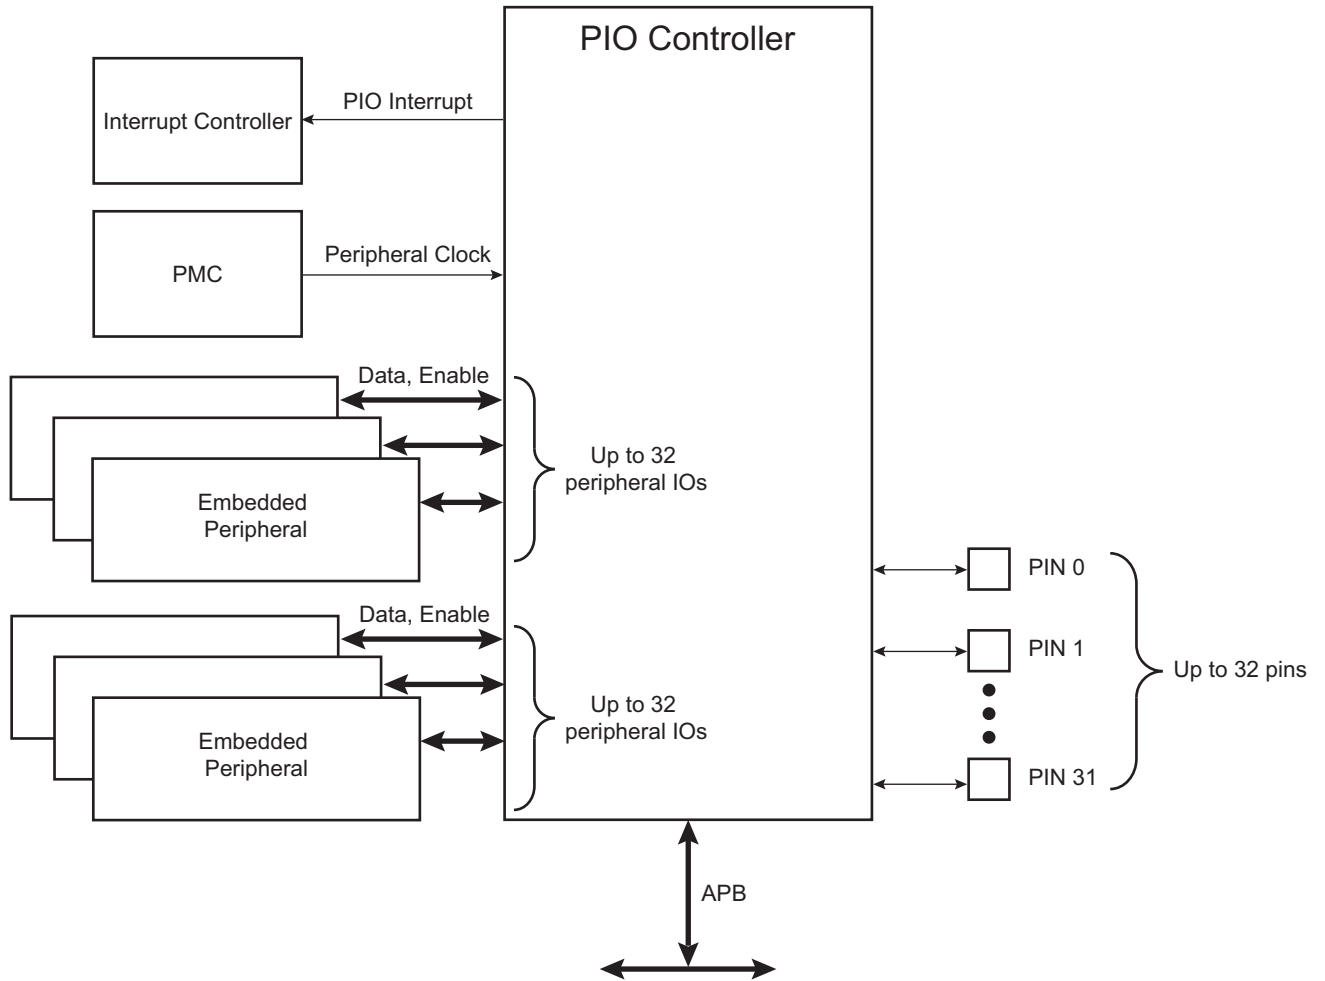 PIO Controller
PIO Interrupt
Interrupt Controller
Peripheral Clock
PMC
Data, Enable
Up to 32
peripheral IOs
Embedded
Peripheral
PIN 0
Data, Enable
PIN 1
Up to 32 pins
Up to 32
peripheral IOs
Embedded
Peripheral
PIN 31
APB